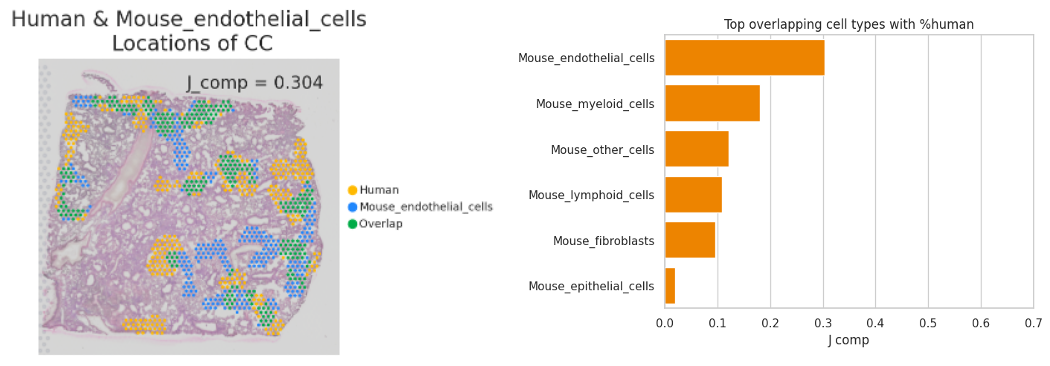 Human & Mouse_endothelial_cells
Locations of CC
J_comp = 0.304
Human
Mouse_endothelial_cells
Overlap
Top overlapping cell types with %human
Mouse_endothelial_cells
Mouse_myeloid_cells
Mouse_other_cells
Mouse_lymphoid_cells
Mouse_fibroblasts
Mouse_epithelial_cells
0.0 0.1 0.2 0.3 0.4 0.5 0.6 0.7
J comp